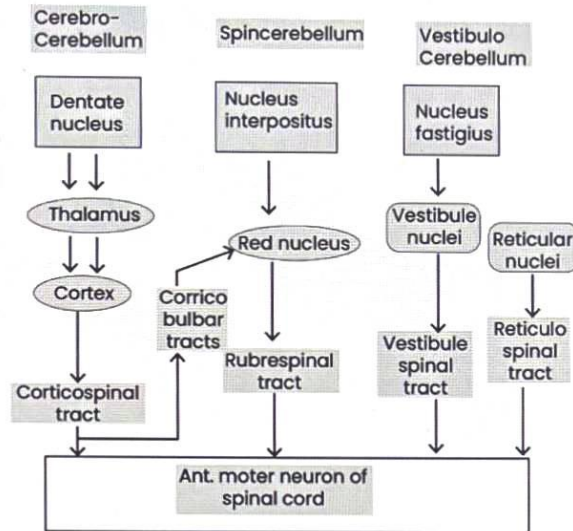 Cerebro-
Cerebellum
Spincerebellum
Vestibulo
Cerebellum
Dentate
nucleus
Nucleus
interpositus
Nucleus
fastigius
Thalamus
Vestibule
nuclei
Reticular
nuclei
Red nucleus
Cortex
Corrico
bulbar
tracts
Rubrespinal
tract
Vestibule
spinal
tract
Reticulo
spinal
tract
Corticospinal
tract
Ant. moter neuron of
spinal cord